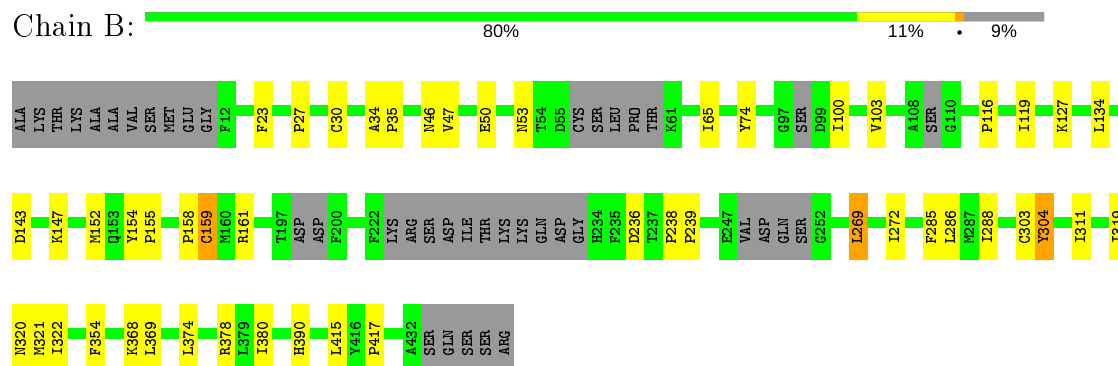 Chain B:
80% 11% • 9%
ALA LYS THR LYS ALA ALA VAL SER MET GLU GLY F12 F23 P27 C30 A34 P35 N46 V47 E50 N53 T54 D55 CYS SER LEU PRO THR K61 I65 Y74 G97 SER D99 I100 V103 A108 SER G110 P116 I119 K127 L134
D143 K147 M152 Q153 Y154 P155 P158 C159 M160 R161 T197 ASP ASP F200 F222 LYS ARG SER ASP ILE THR LYS LYS GLN ASP GLY H234 F235 D236 T237 P238 P239 E247 VAL ASP GLN SER G252 L269 I272 F285 L286 M287 I288 C303 Y304 I311
N320 M321 I322 F354 K368 L369 L374 R378 L379 I380 H390 L415 Y416 P417 A432 SER GLN SER SER ARG